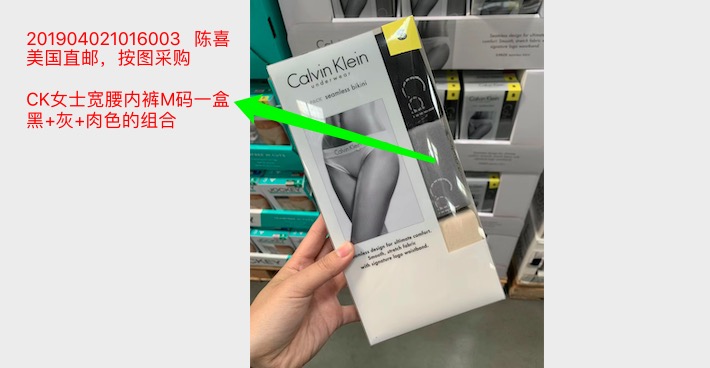 201904021016003 陈喜
美国直邮，按图采购
CK女士宽腰内裤M码一盒
黑+灰+肉色的组合
Calvin Klein
underwear
seamless bikini
Calvin Klein
seamless design for ultimate comfort.
Smooth, stretch fabric
with signature logo waistband.
JOCKEY